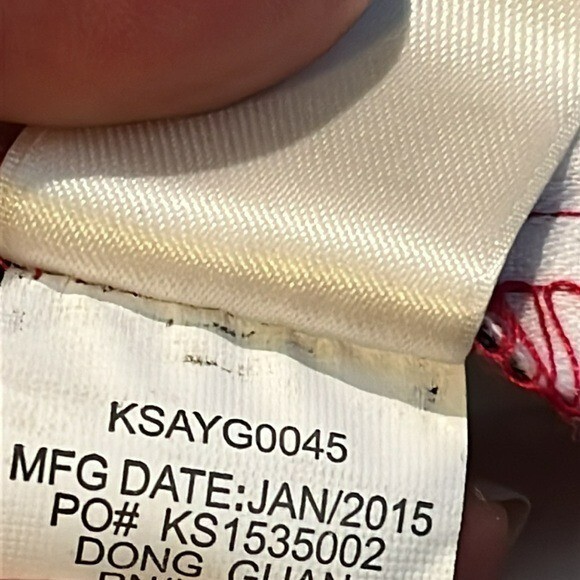 KSAYG0045
MFG DATE:JAN/2015
PO# KS1535002
DONG GUAN